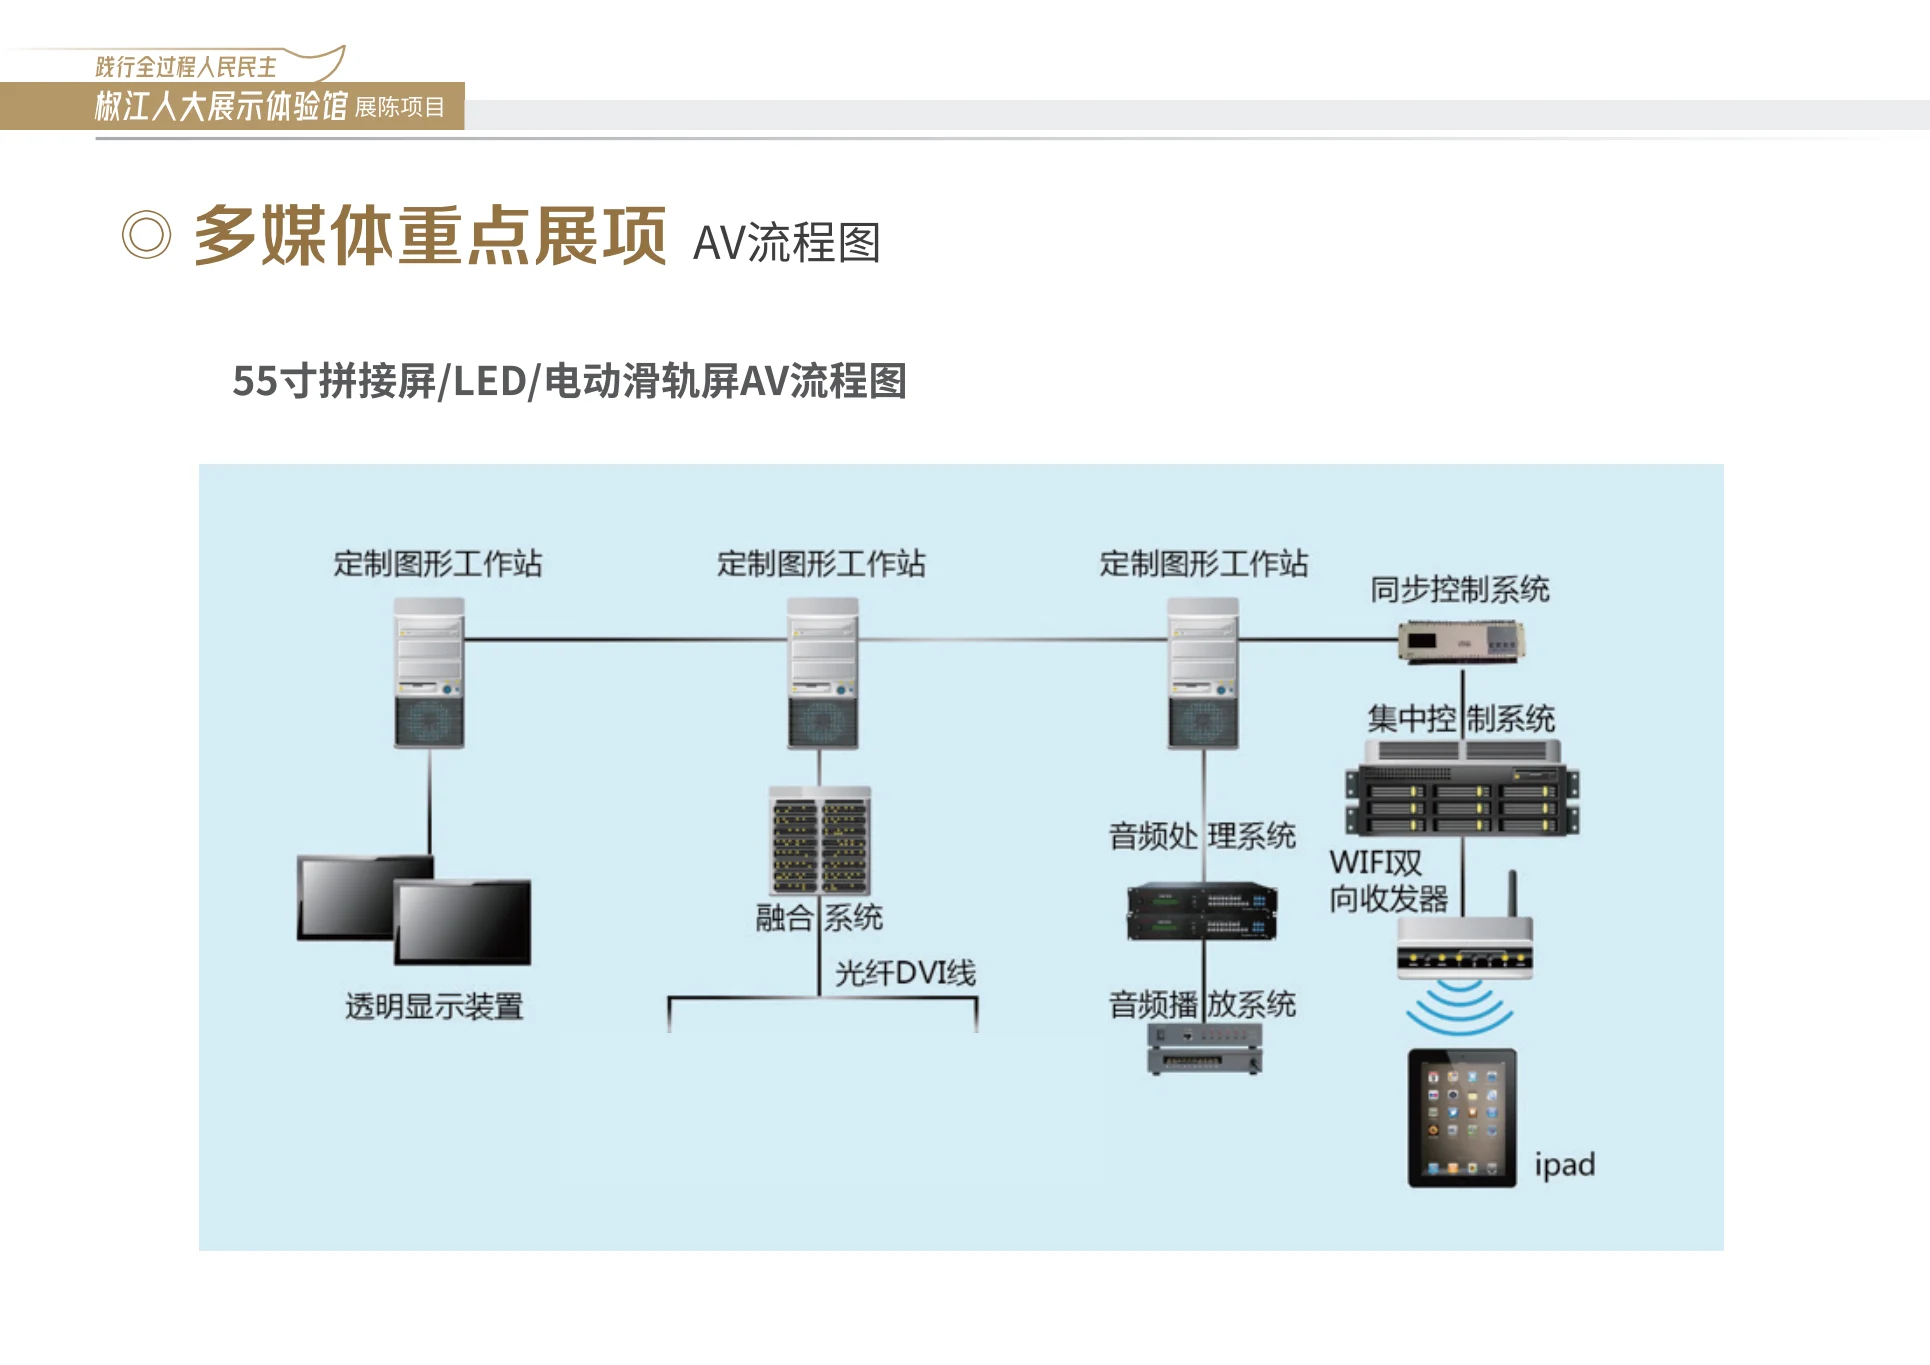 践行全过程人民民主
椒江人大展示体验馆 展陈项目
多媒体重点展项 AV流程图
55寸拼接屏/LED/电动滑轨屏AV流程图
定制图形工作站
定制图形工作站
定制图形工作站
同步控制系统
集中控制系统
音频处理系统
WIFI双
向收发器
融合系统
光纤DVI线
透明显示装置
音频播放系统
ipad